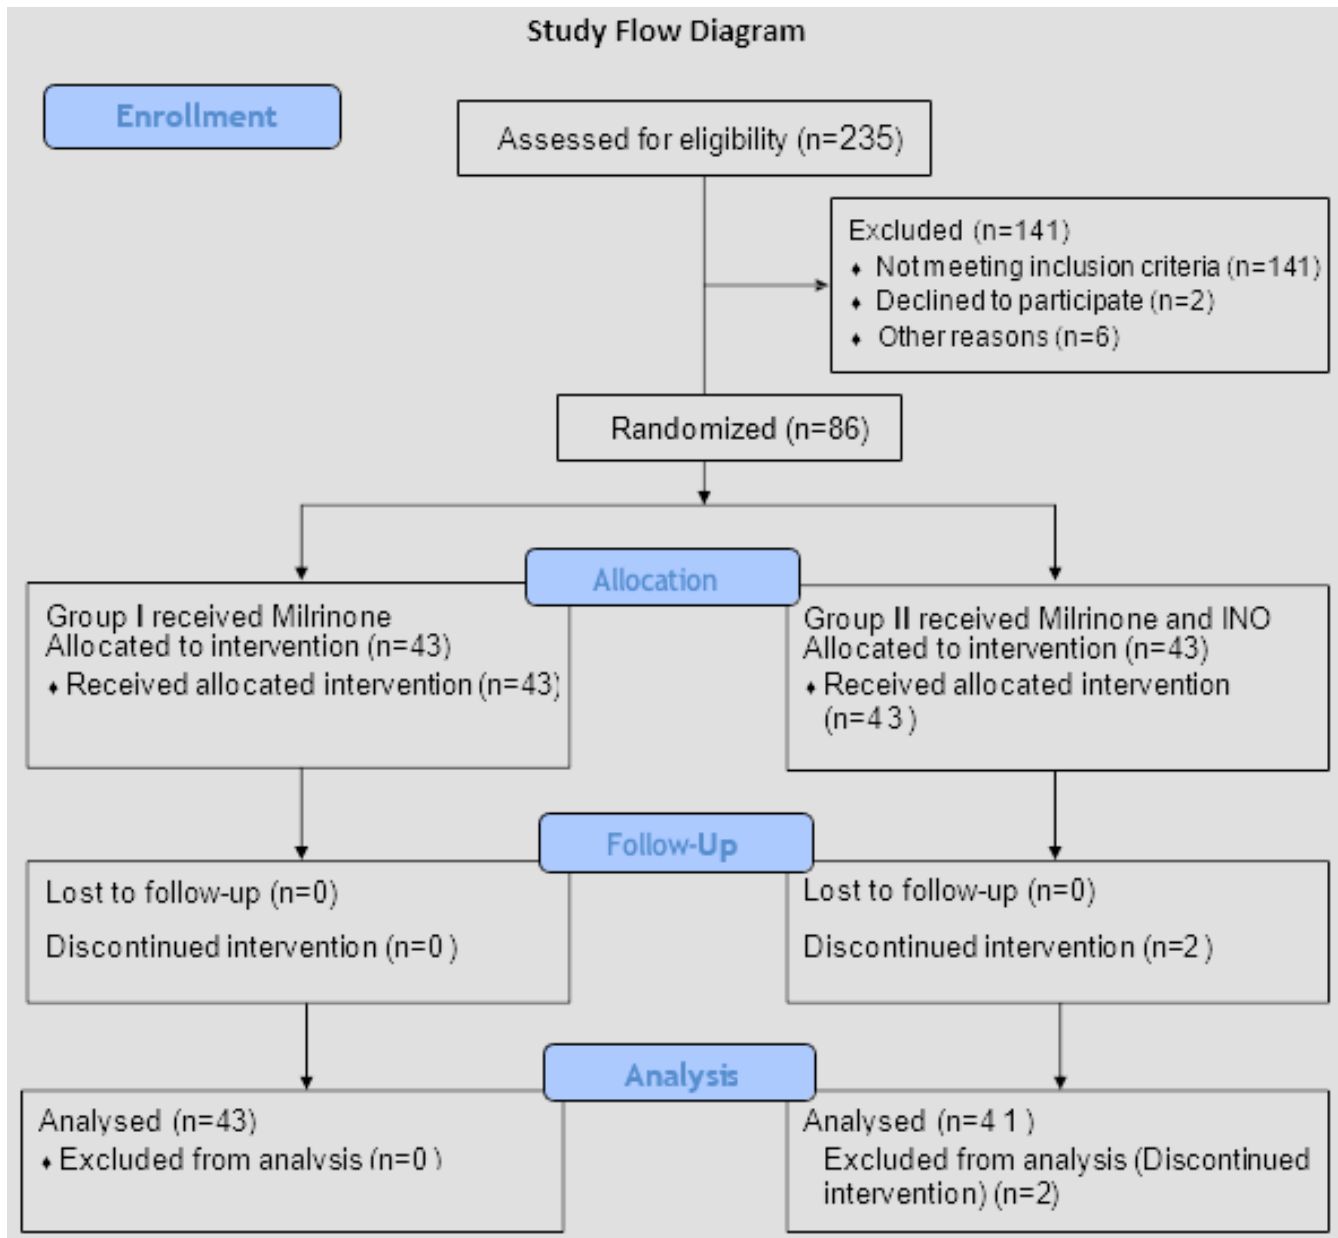 Study Flow Diagram
Enrollment
Assessed for eligibility (n=235)
Excluded (n=141)
♦ Not meeting inclusion criteria (n=141)
♦ Declined to participate (n=2)
♦ Other reasons (n=6)
Randomized (n=86)
Allocation
Group I received Milrinone
Allocated to intervention (n=43)
♦ Received allocated intervention (n=43)
Group II received Milrinone and INO
Allocated to intervention (n=43)
♦ Received allocated intervention
(n=43)
Follow-Up
Lost to follow-up (n=0)
Discontinued intervention (n=0)
Lost to follow-up (n=0)
Discontinued intervention (n=2)
Analysis
Analysed (n=43)
♦ Excluded from analysis (n=0)
Analysed (n=41)
Excluded from analysis (Discontinued
intervention) (n=2)